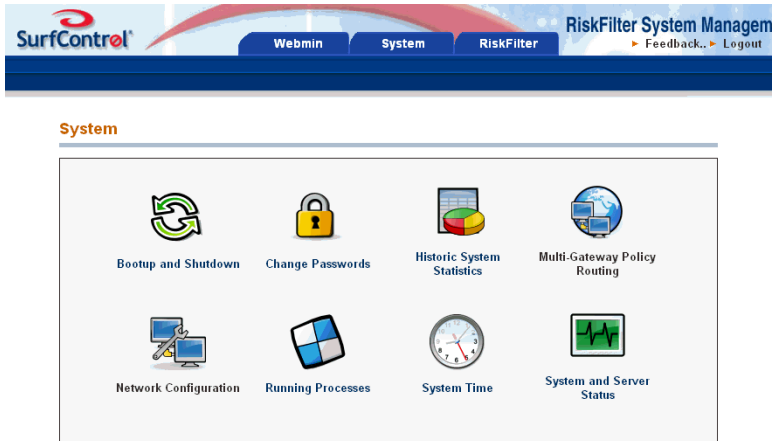 SurfControl
RiskFilter System Managem
Webmin
System
RiskFilter
Feedback..
Logout
System
Bootup and Shutdown
Change Passwords
Historic System
Statistics
Multi-Gateway Policy
Routing
Network Configuration
Running Processes
System Time
System and Server
Status